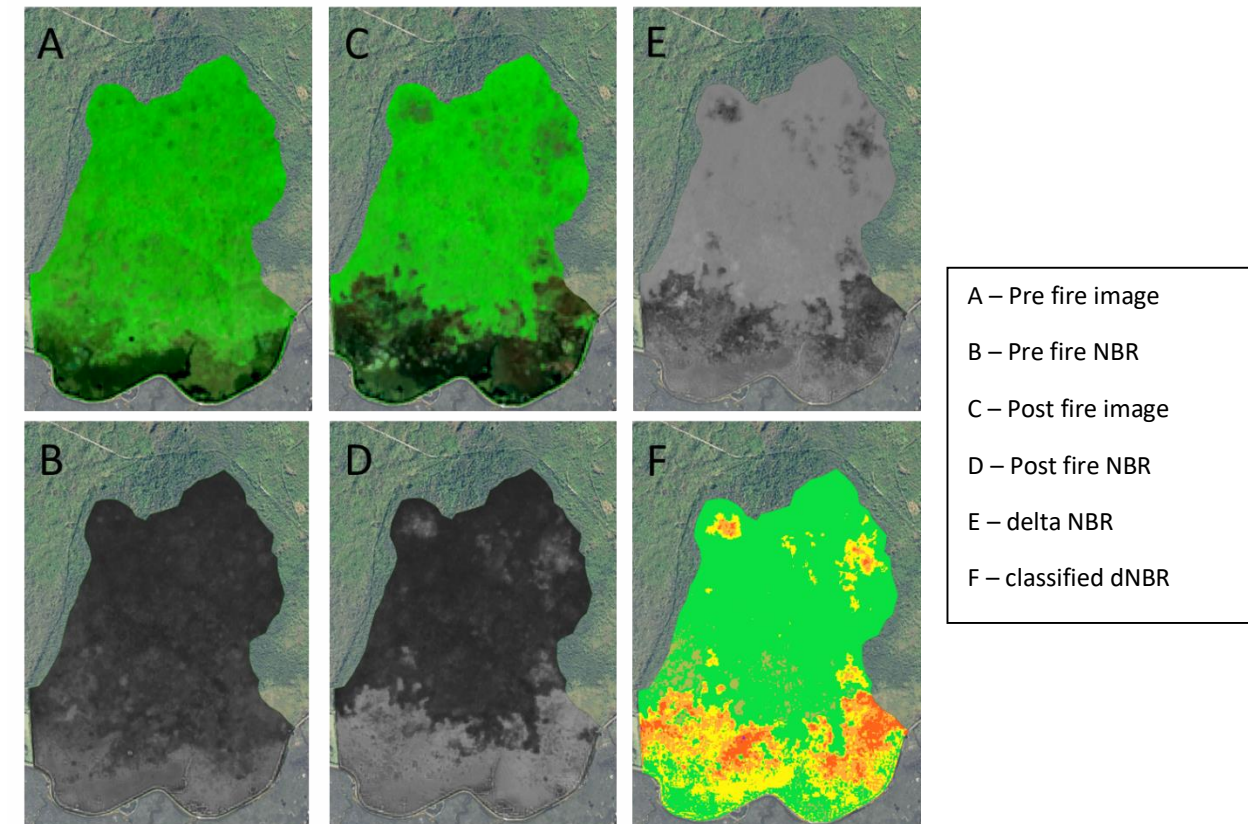 A
C
E
B
D
F
A – Pre fire image
B – Pre fire NBR
C – Post fire image
D – Post fire NBR
E – delta NBR
F – classified dNBR